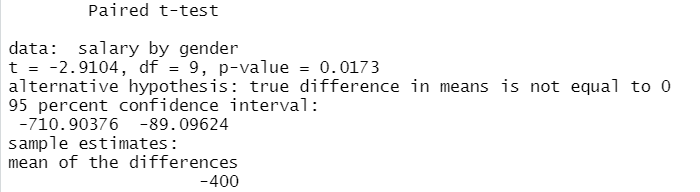 Paired t-test
data: salary by gender
t = -2.9104, df = 9, p-value = 0.0173
alternative hypothesis: true difference in means is not equal to 0
95 percent confidence interval:
-710.90376 -89.09624
sample estimates:
mean of the differences
-400